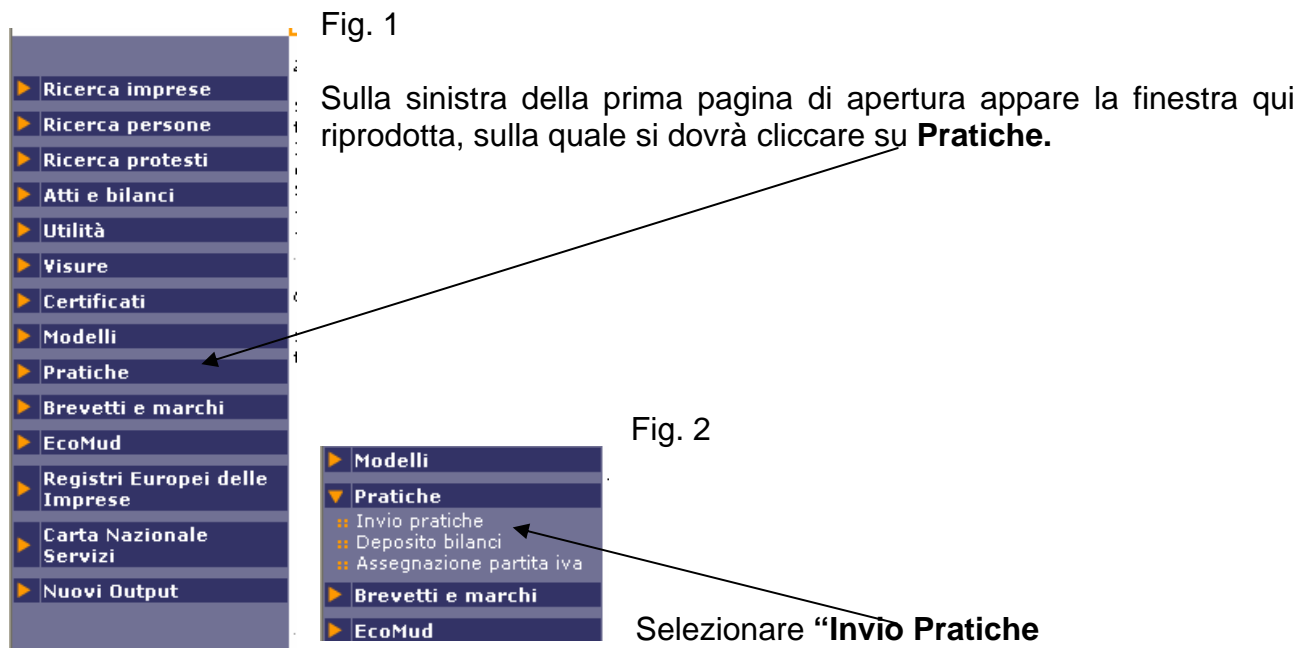 Fig. 1
Sulla sinistra della prima pagina di apertura appare la finestra qui
riprodotta, sulla quale si dovrà cliccare su Pratiche.
Ricerca imprese
Ricerca persone
Ricerca protesti
Atti e bilanci
Utilità
Visure
Certificati
Modelli
Pratiche
Brevetti e marchi
EcoMud
Registri Europei delle
Imprese
Carta Nazionale
Servizi
Nuovi Output
Fig. 2
Modelli
Pratiche
Invio pratiche
Deposito bilanci
Assegnazione partita iva
Brevetti e marchi
EcoMud
Selezionare “Invio Pratiche